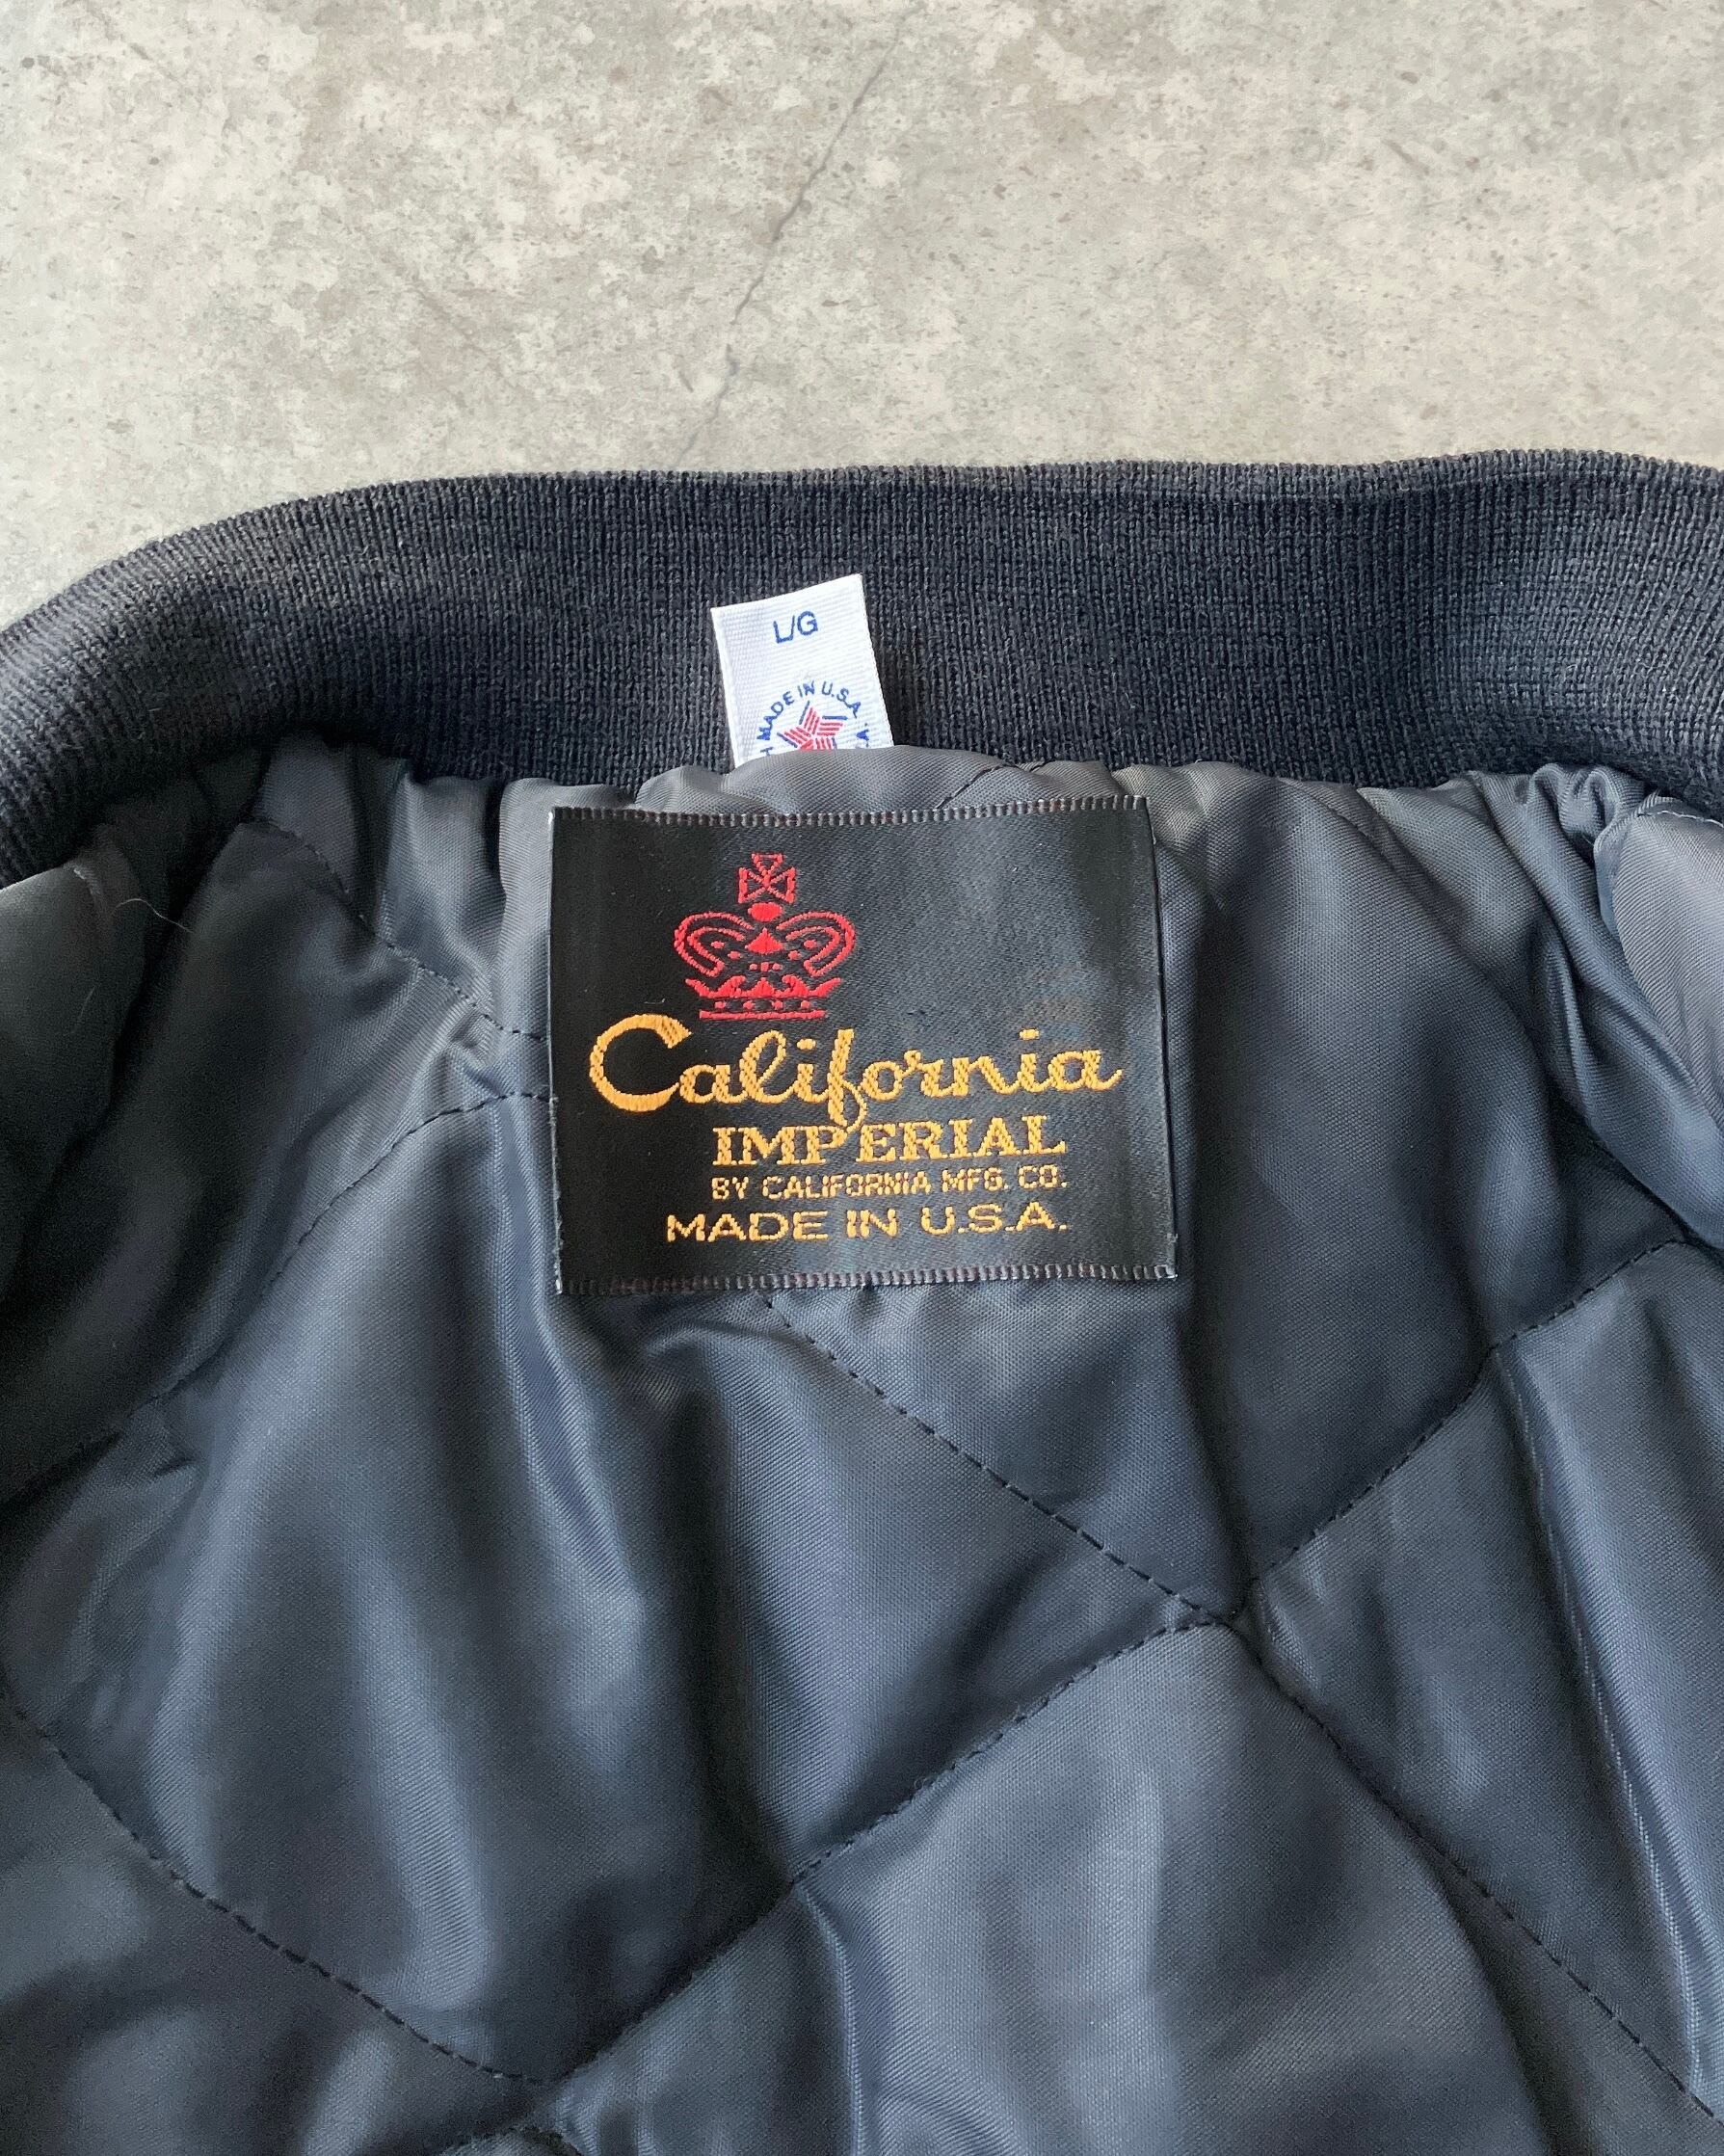 L/G
MADE IN U.S.A.
California
IMPERIAL
BY CALIFORNIA MFG. CO.
MADE IN U.S.A.